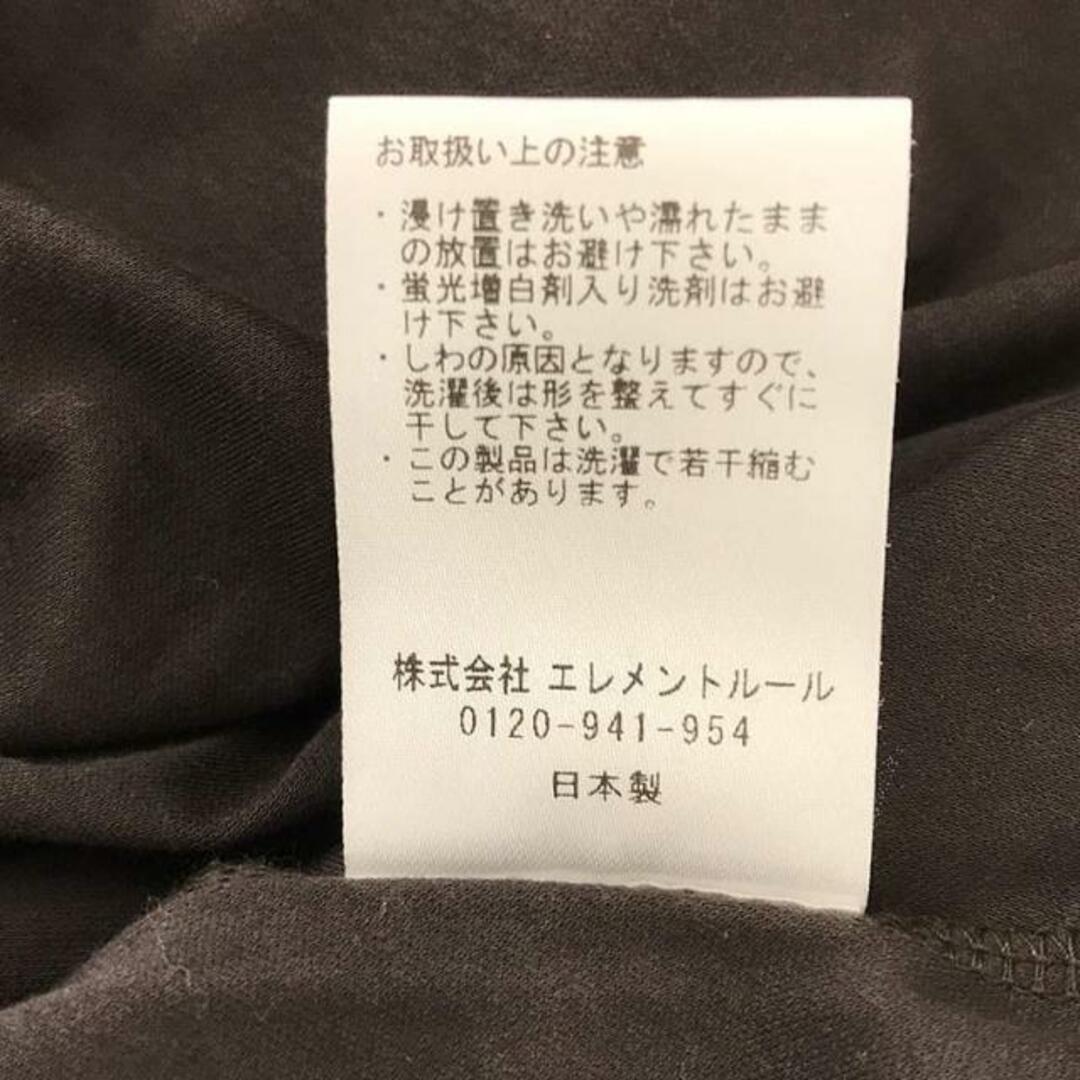 お取扱い上の注意
・浸け置き洗いや濡れたまま
の放置はお避け下さい。
・蛍光増白剤入り洗剤はお避
け下さい。
・しわの原因となりますので、
洗濯後は形を整えてすぐに
干して下さい。
・この製品は洗濯で若干縮む
ことがあります。
株式会社 エレメントルール
0120-941-954
日本製